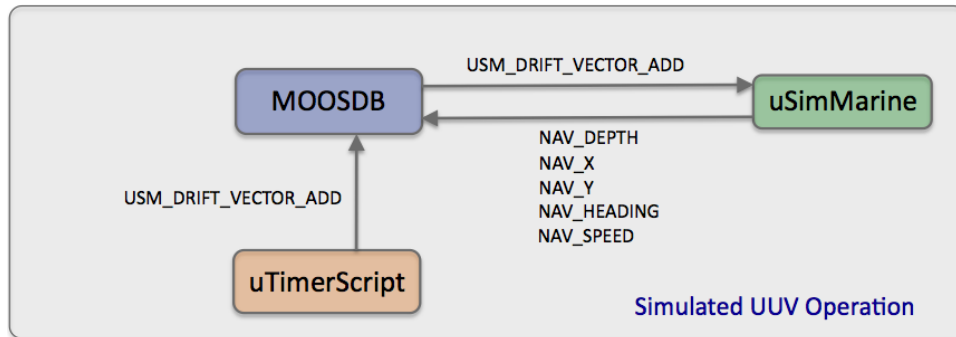 USM_DRIFT_VECTOR_ADD
MOOSDB
uSimMarine
NAV_DEPTH
NAV_X
NAV_Y
NAV_HEADING
NAV_SPEED
USM_DRIFT_VECTOR_ADD
uTimerScript
Simulated UUV Operation